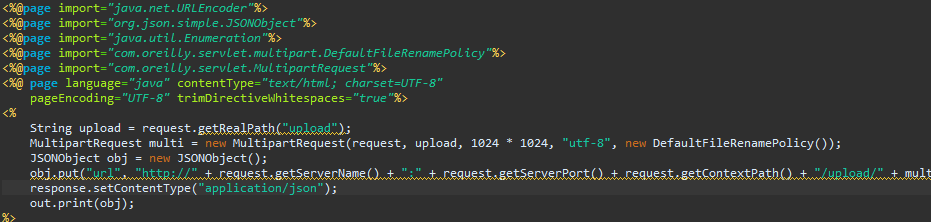 <%@page import="java.net.URLEncoder"%>
<%@page import="org.json.simple.JSONObject"%>
<%@page import="java.util.Enumeration"%>
<%@page import="com.oreilly.servlet.multipart.DefaultFileRenamePolicy"%>
<%@page import="com.oreilly.servlet.MultipartRequest"%>
<%@ page language="java" contentType="text/html; charset=UTF-8"
    pageEncoding="UTF-8" trimDirectiveWhitespaces="true"%>
<%
    String upload = request.getRealPath("upload");
    MultipartRequest multi = new MultipartRequest(request, upload, 1024 * 1024, "utf-8", new DefaultFileRenamePolicy());
    JSONObject obj = new JSONObject();
    obj.put("url", "http://" + request.getServerName() + ":" + request.getServerPort() + request.getContextPath() + "/upload/" + mult
    response.setContentType("application/json");
    out.print(obj);
%>